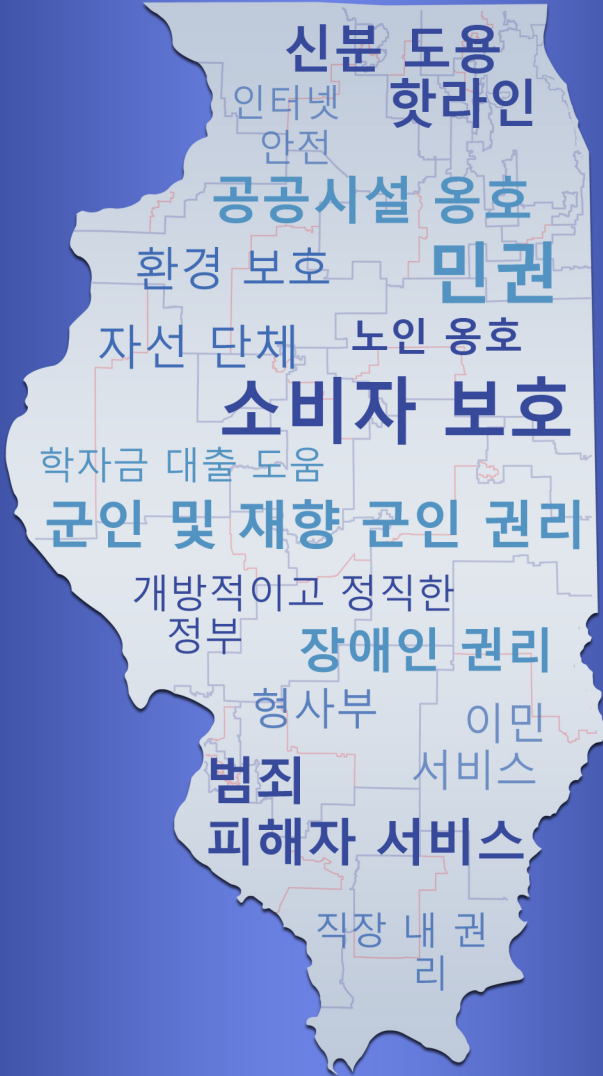 신분 도용
핫라인
인터넷
안전
공공시설 옹호
환경 보호
민권
자선 단체
노인 옹호
소비자 보호
학자금 대출 도움
군인 및 재향 군인 권리
개방적이고 정직한
정부
장애인 권리
형사부
이민
서비스
범죄
피해자 서비스
직장 내 권
리